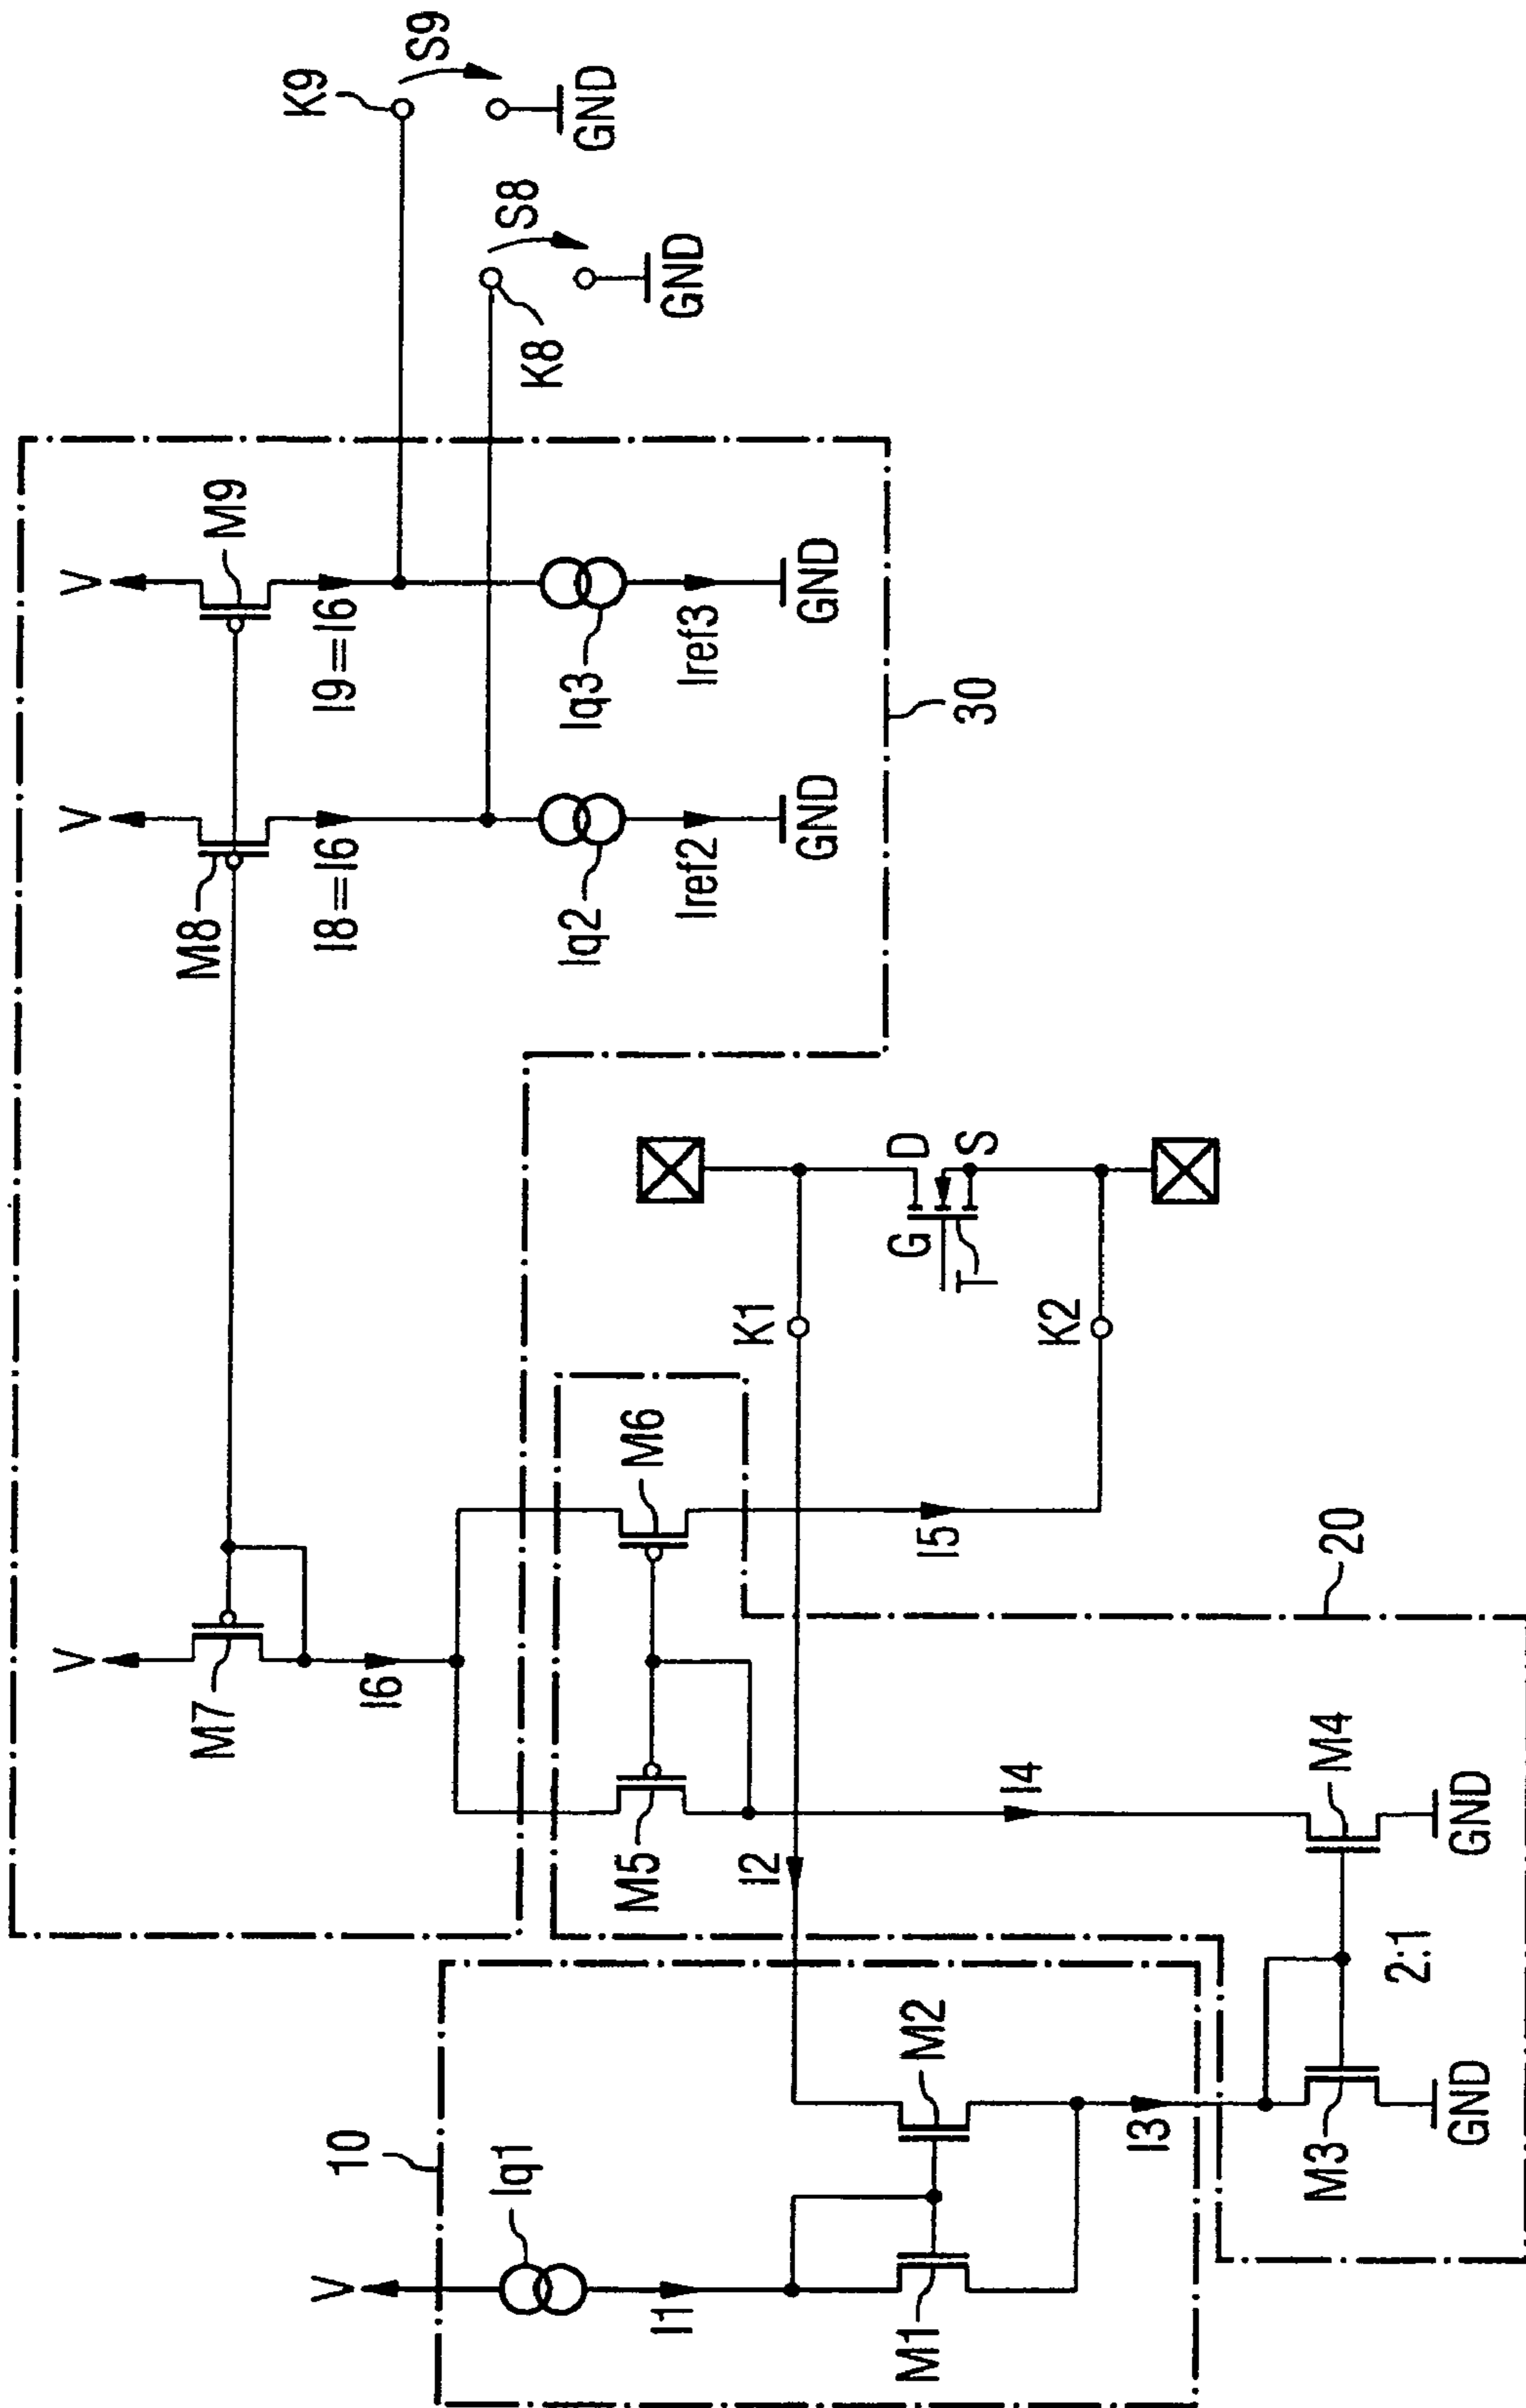 K9
S9
GND
S8
GND
K8
V
M9
I9=I6
Iq3
Iref3
GND
30
V
M8
I8=I6
Iq2
Iref2
GND
D
S
G
T
K1
K2
M6
I5
20
V
M7
I6
M5
I2
I4
M4
GND
2:1
M3
GND
10
Iq1
V
I1
M1
M2
I3